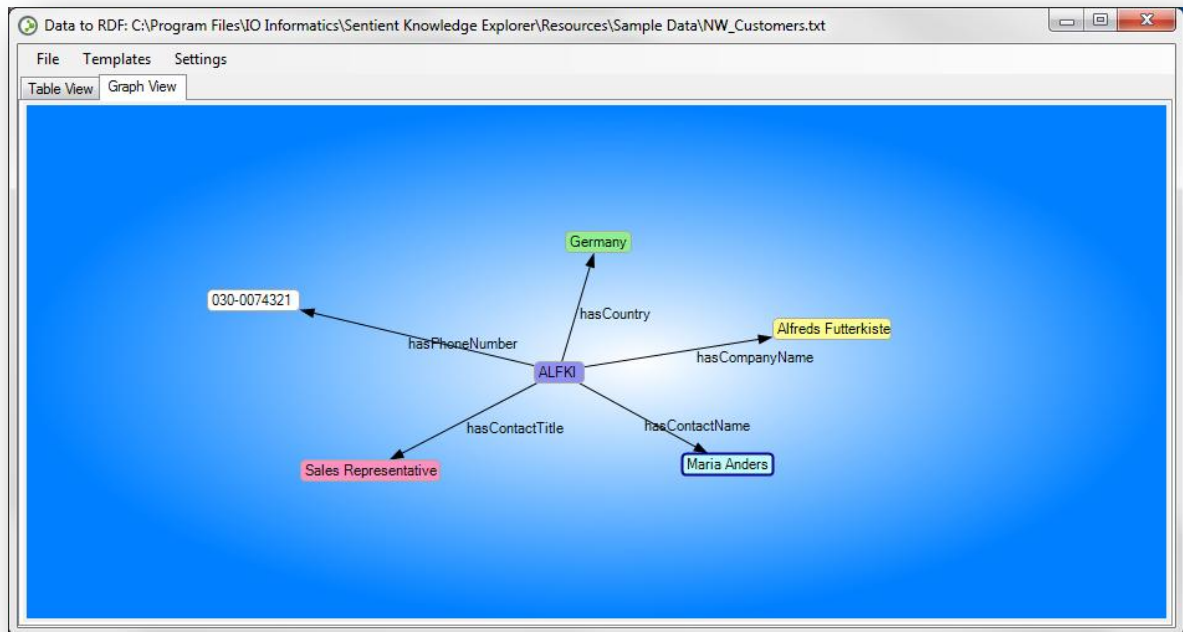 Data to RDF: C:\Program Files\IO Informatics\Sentient Knowledge Explorer\Resources\Sample Data\NW_Customers.txt
File Templates Settings
Table View Graph View
Germany
030-0074321
hasCountry
Alfreds Futterkiste
hasPhoneNumber
hasCompanyName
ALFKI
hasContactTitle
hasContactName
Sales Representative
Maria Anders